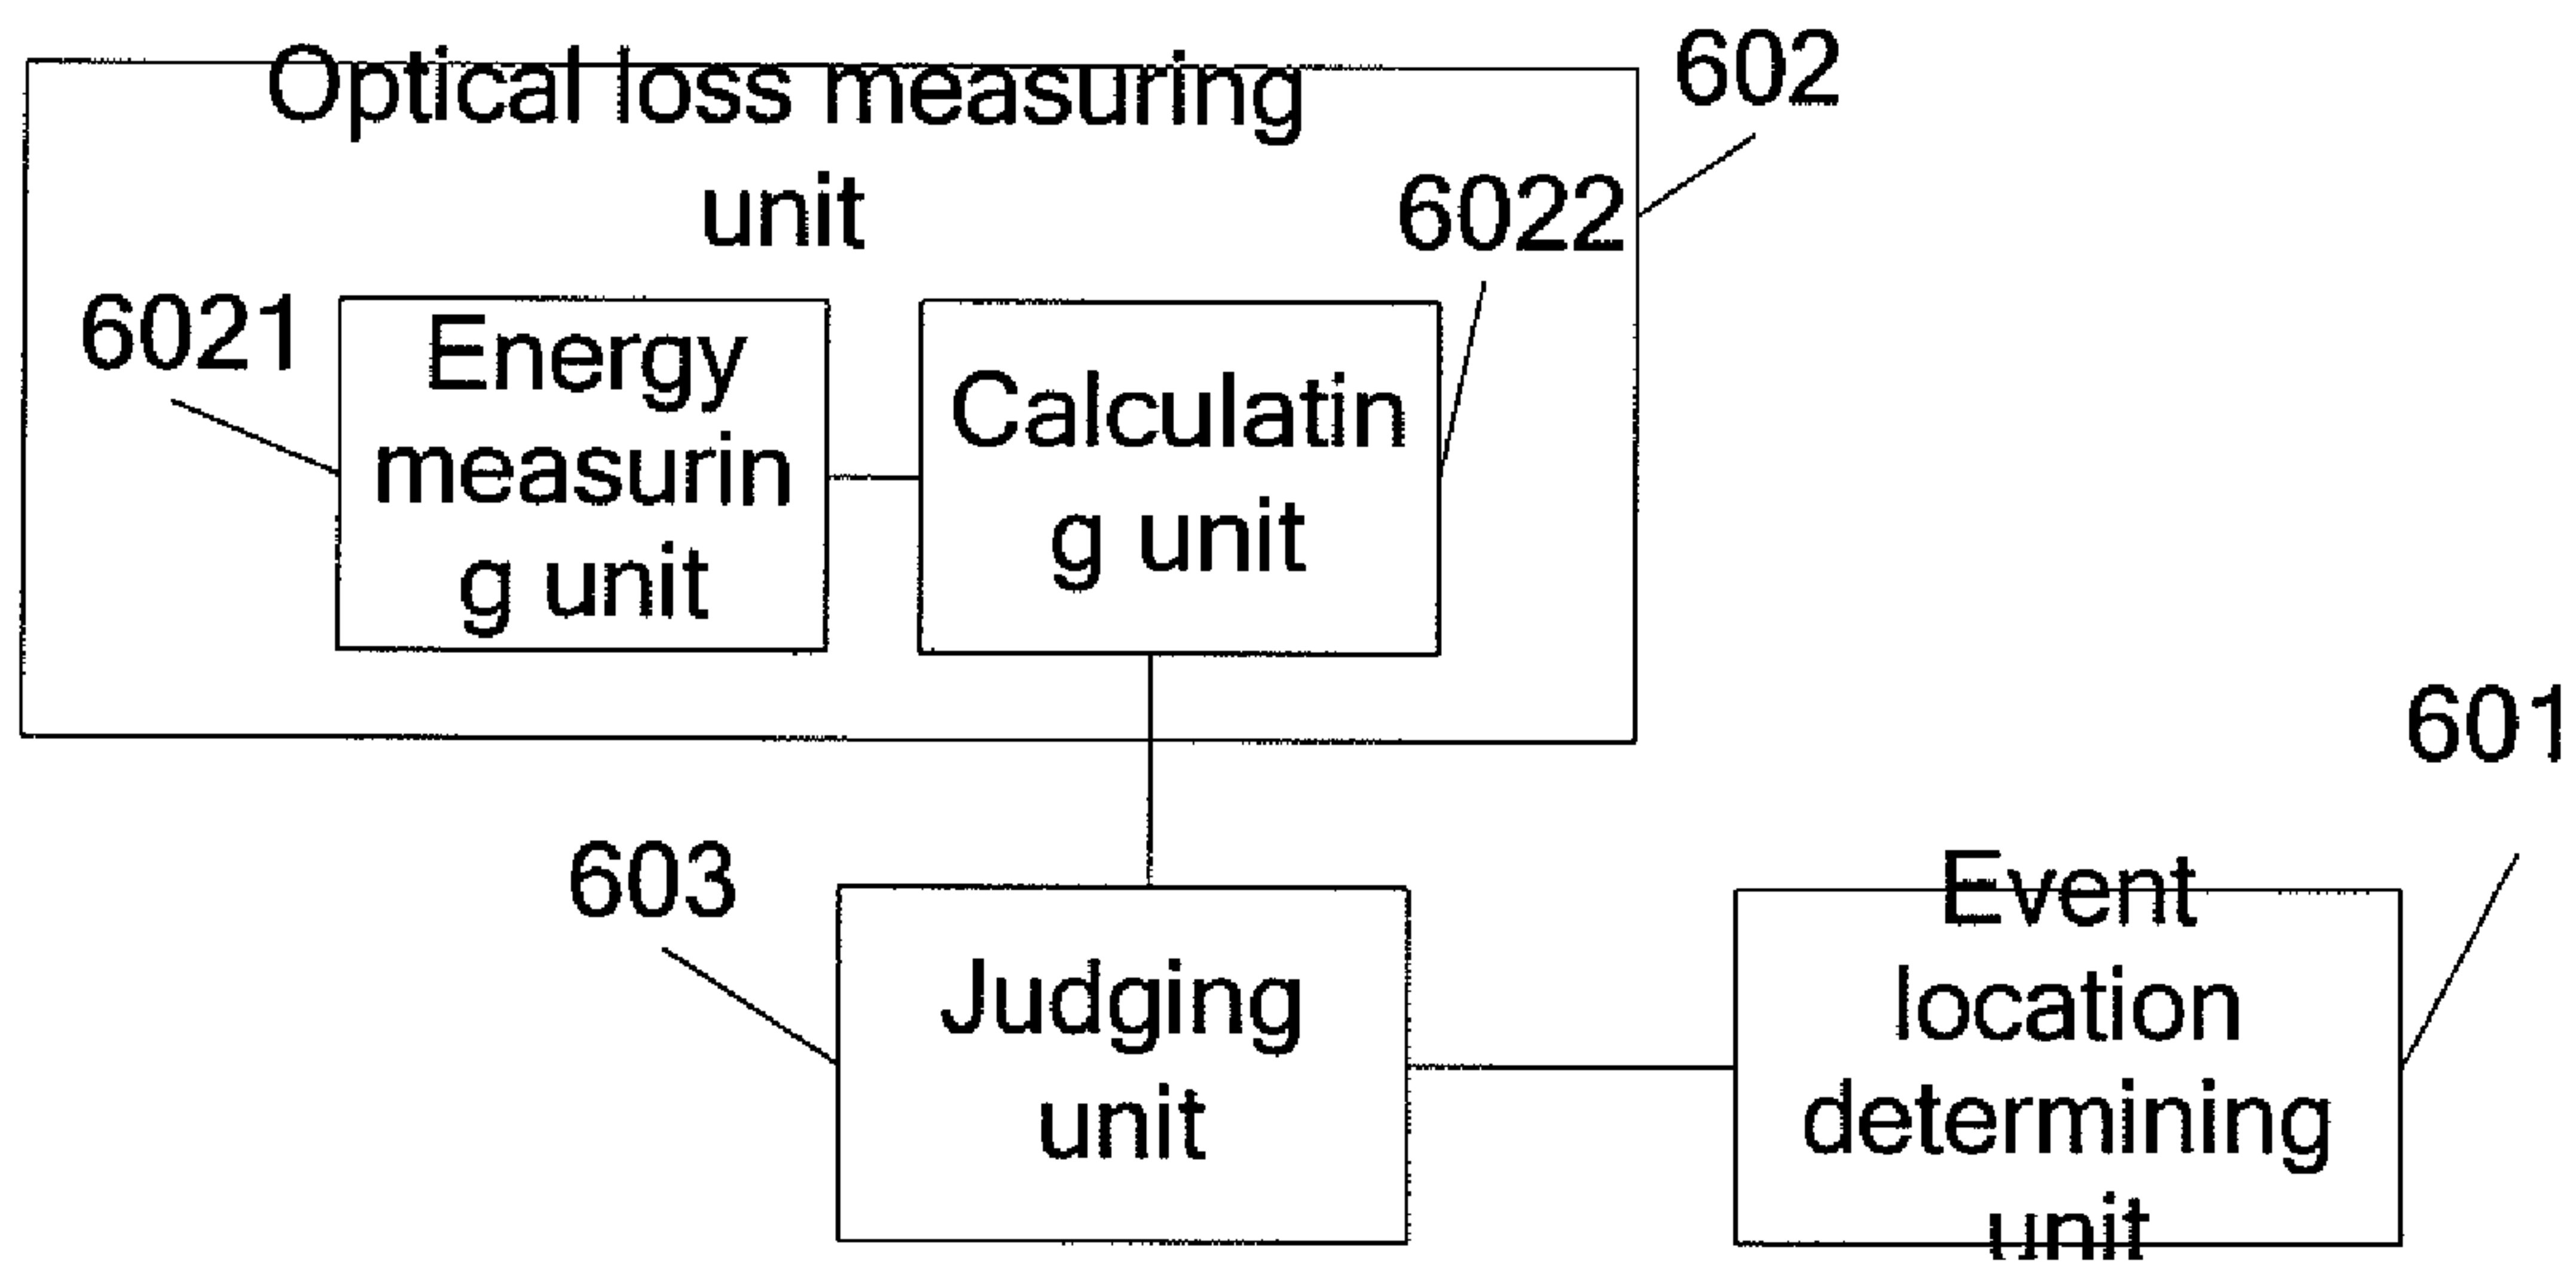 Optical loss measuring
unit
602
6022
6021
Energy
measurin
g unit
Calculatin
g unit
601
603
Judging
unit
Event
location
determining
unit